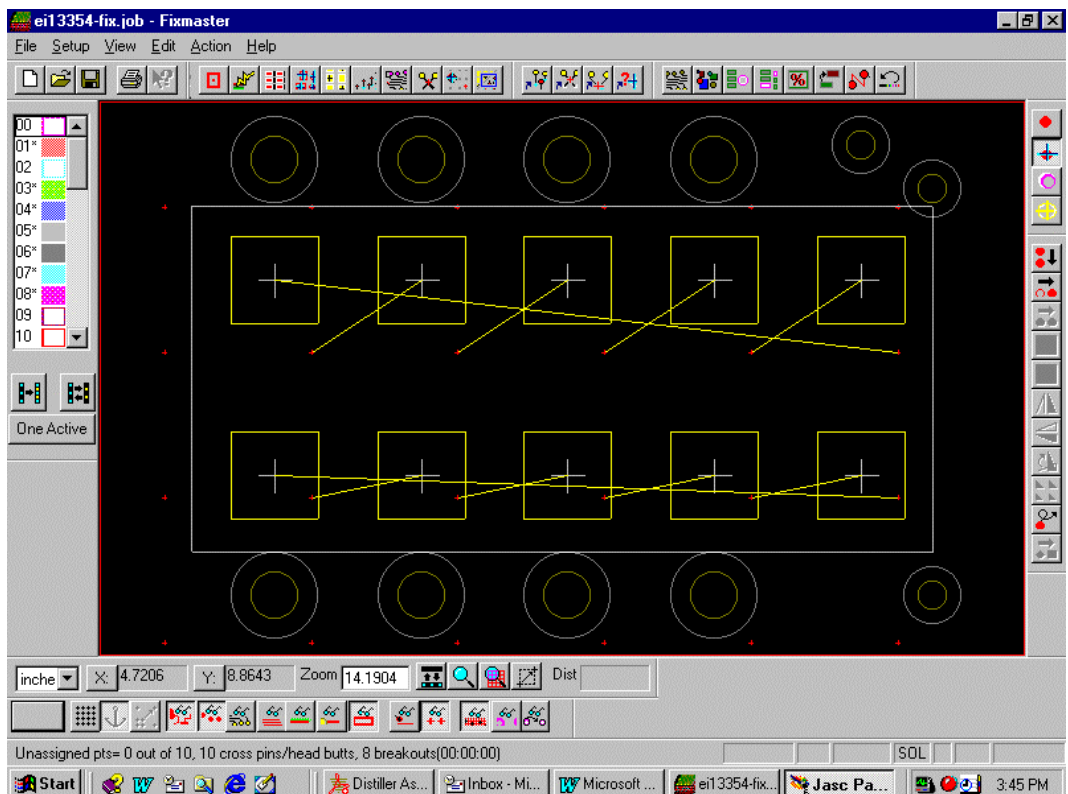 ei13354-fix.job - Fixmaster
File Setup View Edit Action Help
00
01*
02
03*
04*
05*
06*
07*
08*
09
10
One Active
inche X: 4.7206 Y: 8.8643 Zoom 14.1904 Dist
Unassigned pts= 0 out of 10, 10 cross pins/head butts, 8 breakouts(00:00:00) SOL
Start Distiller As... Inbox - Mi... Microsoft ... ei13354-fix... Jasc Pa... 3:45 PM